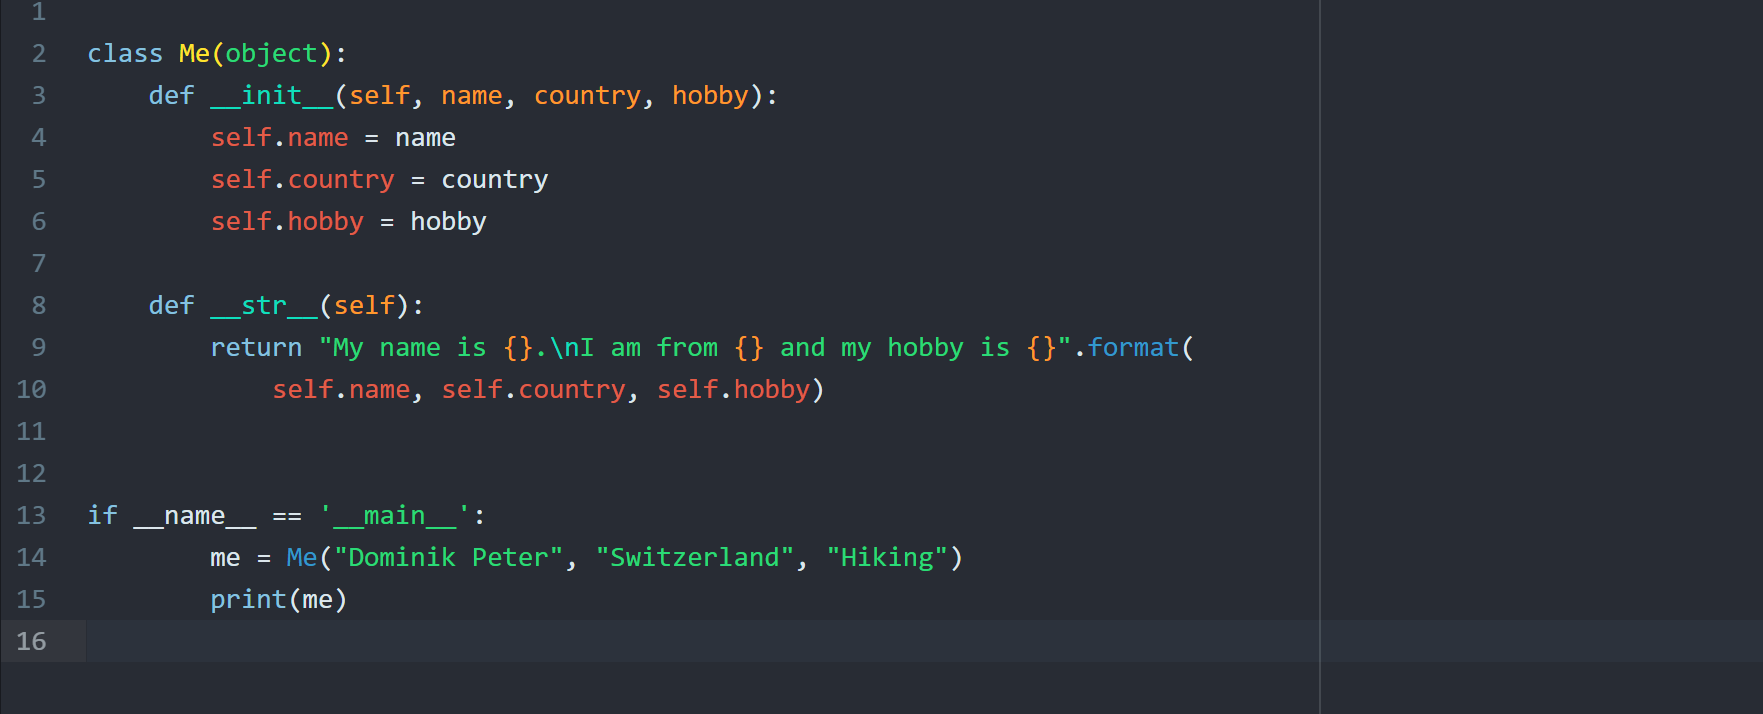 1
2 class Me(object):
3     def __init__(self, name, country, hobby):
4         self.name = name
5         self.country = country
6         self.hobby = hobby
7
8     def __str__(self):
9         return "My name is {}.\nI am from {} and my hobby is {}".format(
10             self.name, self.country, self.hobby)
11
12
13 if __name__ == '__main__':
14         me = Me("Dominik Peter", "Switzerland", "Hiking")
15         print(me)
16